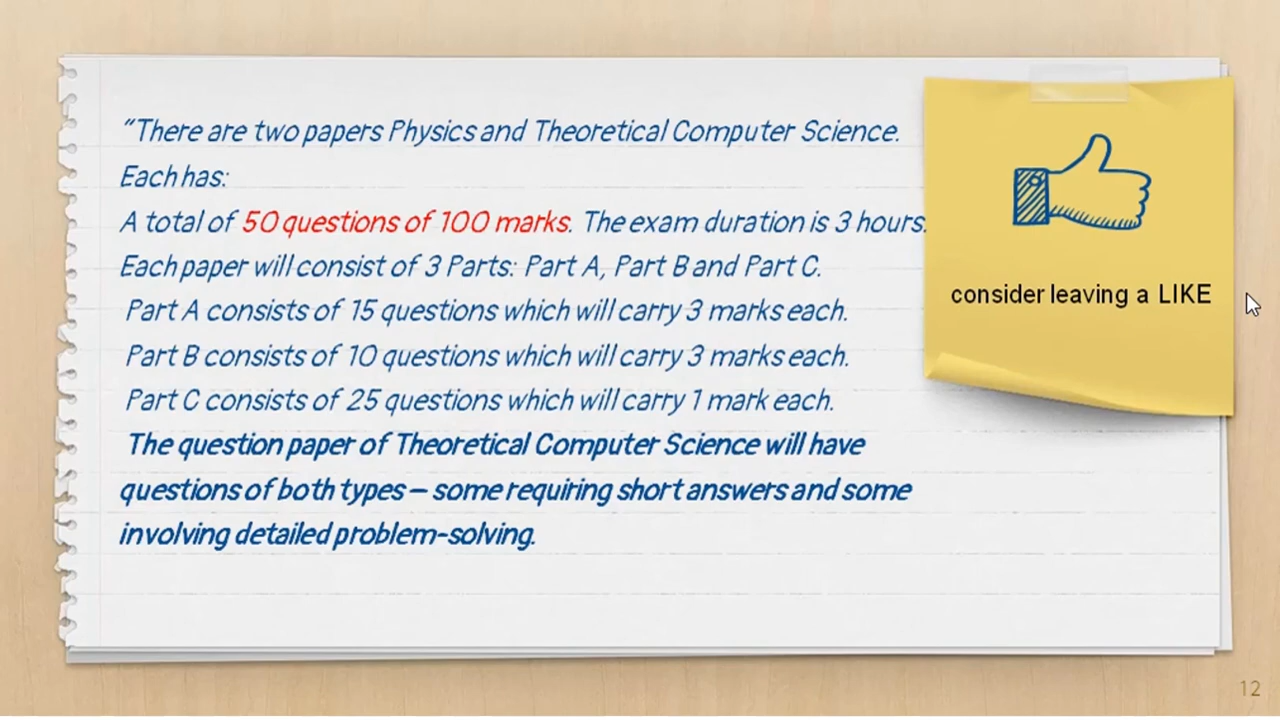 “There are two papers Physics and Theoretical Computer Science.
Each has:
A total of 50 questions of 100 marks. The exam duration is 3 hours.
Each paper will consist of 3 Parts: Part A, Part B and Part C.
Part A consists of 15 questions which will carry 3 marks each.
Part B consists of 10 questions which will carry 3 marks each.
Part C consists of 25 questions which will carry 1 mark each.
The question paper of Theoretical Computer Science will have
questions of both types – some requiring short answers and some
involving detailed problem-solving.
consider leaving a LIKE
12